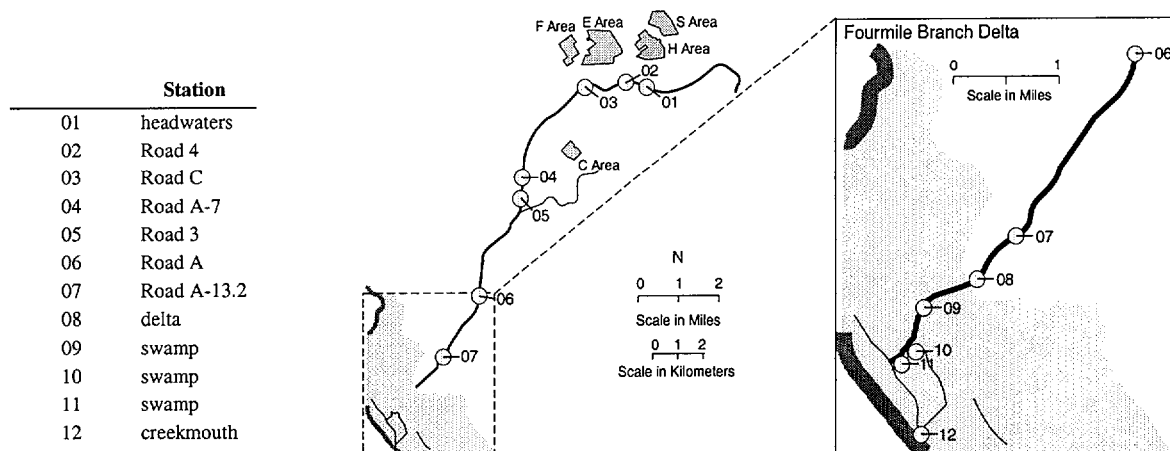 Station
01 headwaters
02 Road 4
03 Road C
04 Road A-7
05 Road 3
06 Road A
07 Road A-13.2
08 delta
09 swamp
10 swamp
11 swamp
12 creekmouth
F Area
E Area
S Area
H Area
02
03
01
C Area
04
05
06
07
N
0 1 2
Scale in Miles
0 1 2
Scale in Kilometers
Fourmile Branch Delta
06
0 1
Scale in Miles
07
08
09
10
11
12